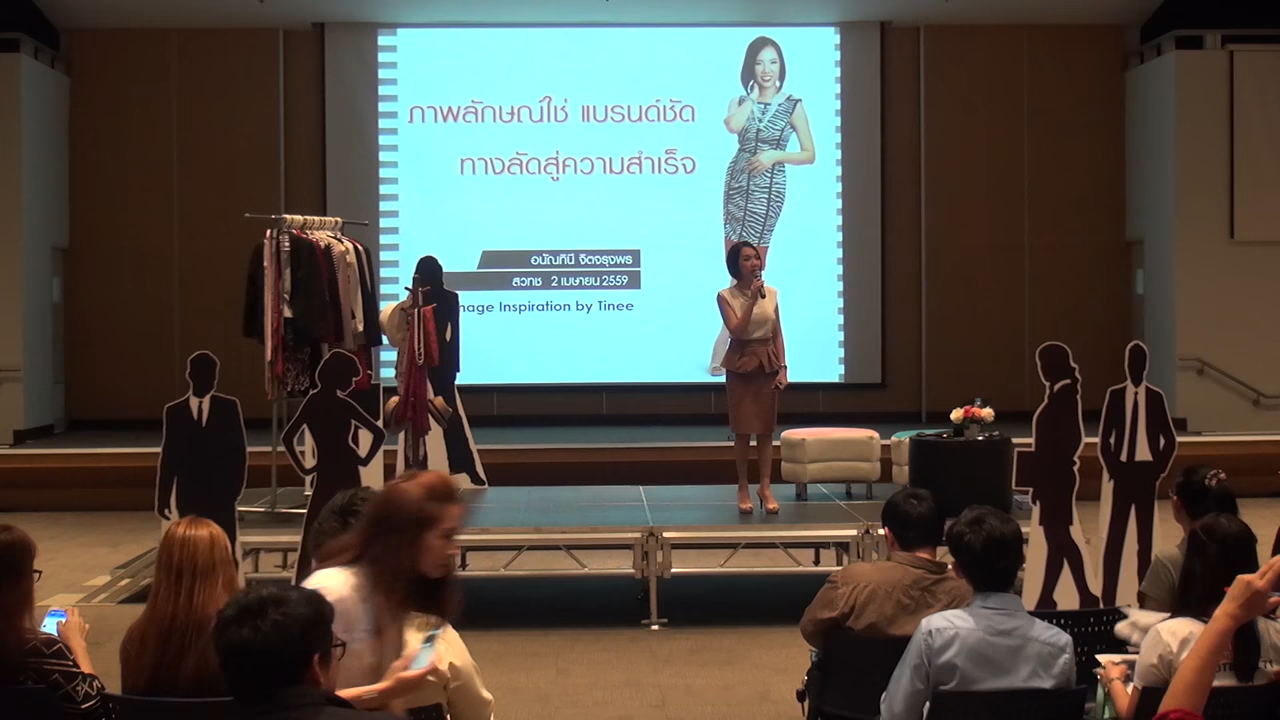 ภาพลักษณ์ใช่ แบรนด์ชัด
ทางลัดสู่ความสำเร็จ
อนัณทินี จิตจรุงพร
สวทช 2 เมษายน 2559
mage Inspiration by Tinee